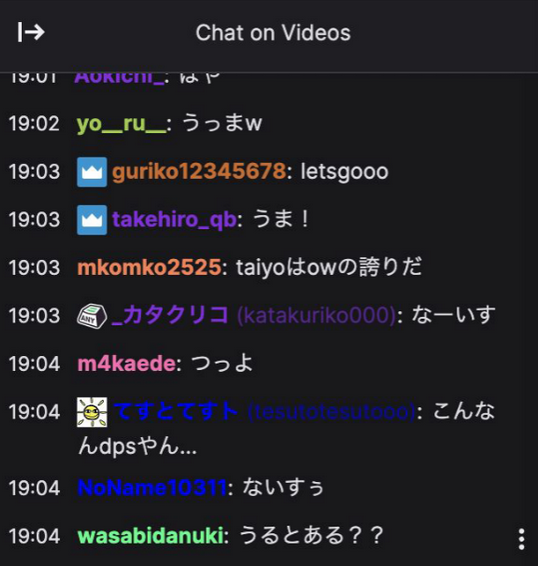 Chat on Videos
19:01 Aokichi_: はや
19:02 yo__ru__: うっまw
19:03 guriko12345678: letsgooo
19:03 takehiro_qb: うま！
19:03 mkomko2525: taiyoはowの誇りだ
19:03 ANY _カタクリコ (katakuriko000): なーいす
19:04 m4kaede: つっよ
19:04 てすとてすト (tesutotesutooo): こんな
んdpsやん...
19:04 NoName10311: ないすぅ
19:04 wasabidanuki: うるとある？？